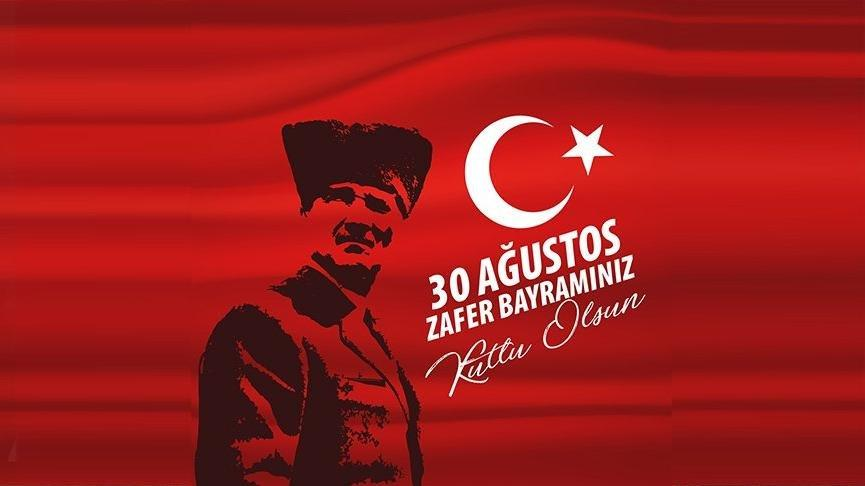 30 AĞUSTOS
ZAFER BAYRAMINIZ
Kutlu Olsun